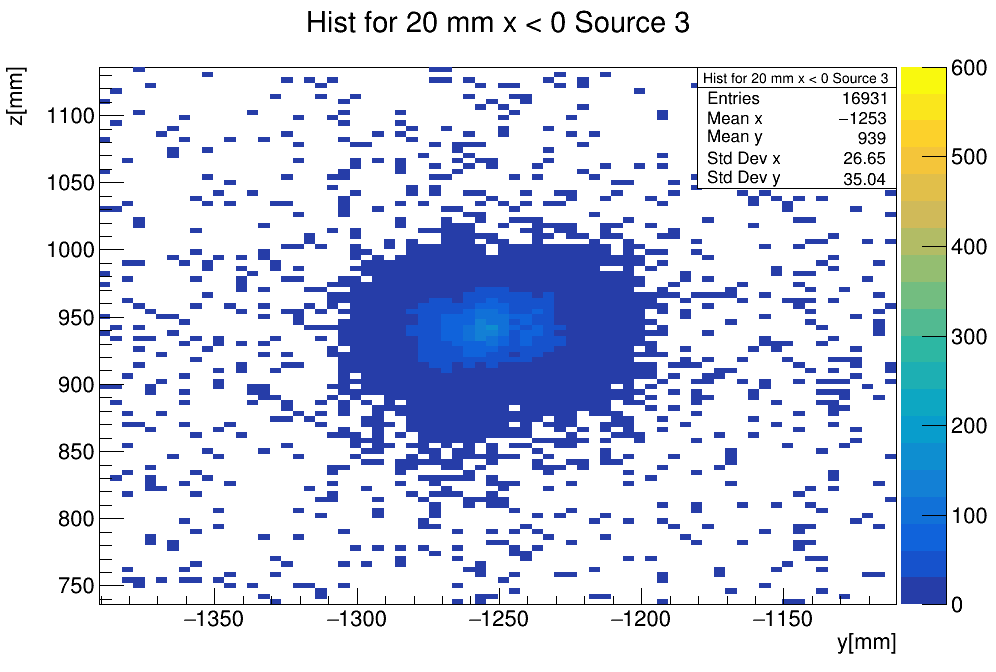 Hist for 20 mm x < 0 Source 3
z[mm]
Hist for 20 mm x < 0 Source 3
Entries 16931
Mean x −1253
Mean y 939
Std Dev x 26.65
Std Dev y 35.04
1100
1050
1000
950
900
850
800
750
−1350
−1300
−1250
−1200
−1150
y[mm]
600
500
400
300
200
100
0